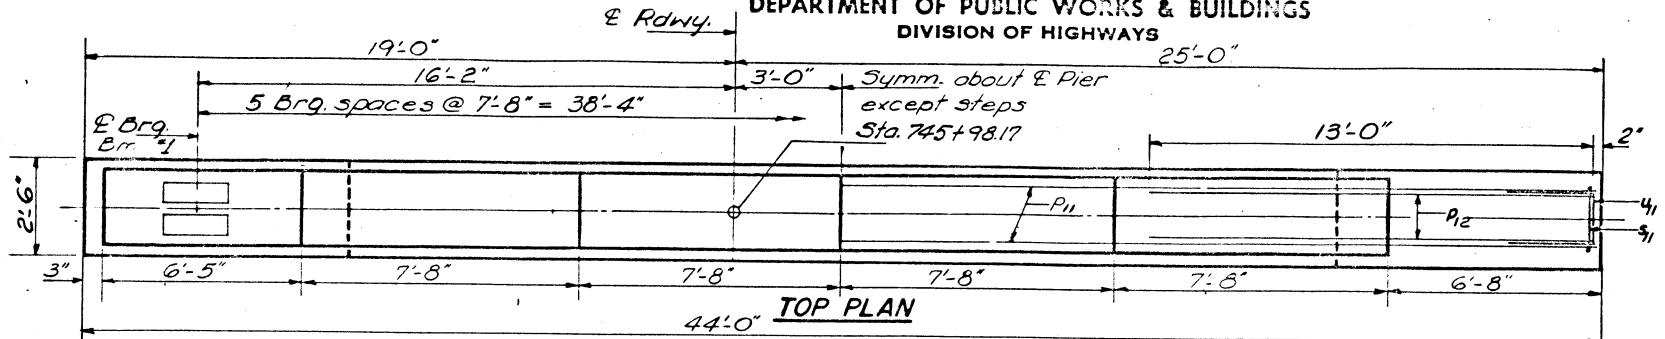 DEPARTMENT OF PUBLIC WORKS & BUILDINGS
DIVISION OF HIGHWAYS
℄ Rdwy.
19'-0"
25'-0"
16'-2"
3'-0"
Symm. about ℄ Pier
except steps
Sta. 745+98.17
5 Brg. spaces @ 7'-8" = 38'-4"
℄ Brg.
Bm. #1
13'-0"
2"
2'-6"
P11
P12
u11
s11
3"
6'-5"
7'-8"
7'-8"
7'-8"
7'-8"
6'-8"
TOP PLAN
44'-0"